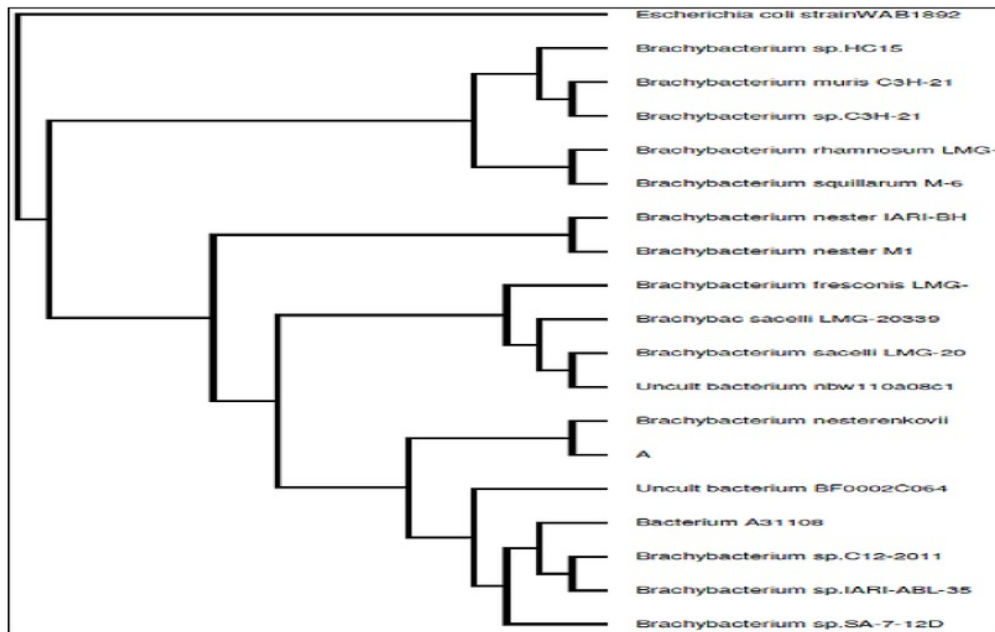 Escherichia coli strainWAB1892
Brachybacterium sp.HC15
Brachybacterium muris C3H-21
Brachybacterium sp.C3H-21
Brachybacterium rhamnosum LMG-
Brachybacterium squillarum M-6
Brachybacterium nester IARI-BH
Brachybacterium nester M1
Brachybacterium fresconis LMG-
Brachybac sacelli LMG-20339
Brachybacterium sacelli LMG-20
Uncult bacterium nbw110a08c1
Brachybacterium nesterenkovii
A
Uncult bacterium BF0002C064
Bacterium A31108
Brachybacterium sp.C12-2011
Brachybacterium sp.IARI-ABL-35
Brachybacterium sp.SA-7-12D